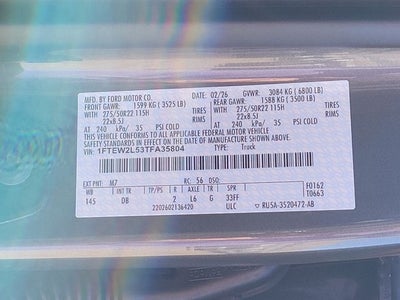 MFD. BY FORD MOTOR CO. 02/26 GVWR: 3084 KG ( 6800 LB)
FRONT GAWR: 1599 KG ( 3525 LB) REAR GAWR: 1588 KG ( 3500 LB)
WITH 275/50R22 115H TIRES WITH 275/50R22 115H TIRES
22x8.5J RIMS 22x8.5J RIMS
AT 240 kPa/ 35 PSI COLD AT 240 kPa/ 35 PSI COLD
THIS VEHICLE CONFORMS TO ALL APPLICABLE FEDERAL MOTOR VEHICLE
SAFETY STANDARDS IN EFFECT ON THE DATE OF MANUFACTURE SHOWN ABOVE.
VIN: 1FTEW2L53TFA35804 TYPE: Truck
EXT PNT: M7 RC: 56 DSO: F0162
WB BRK INT TR TP/PS R AXLE TR SPR T0663
145 DB 2 L6 G 33FF
2202602136420 ULC RU5A-3520472-AB